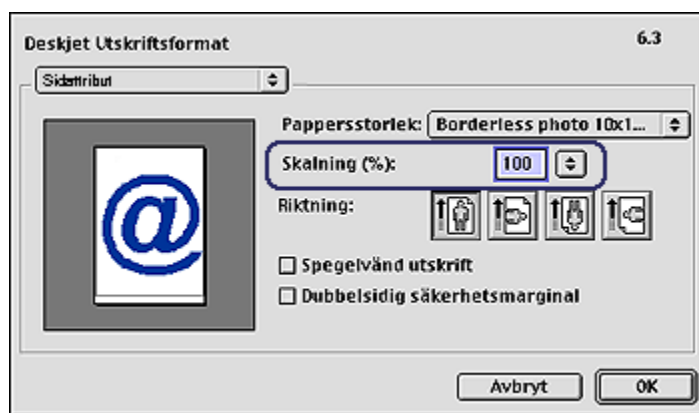 Deskjet Utskriftsformat 6.3
Sidattribut
Pappersstorlek: Borderless photo 10x1...
Skalning (%): 100
Riktning:
@
Spegelvänd utskrift
Dubbelsidig säkerhetsmarginal
Avbryt OK